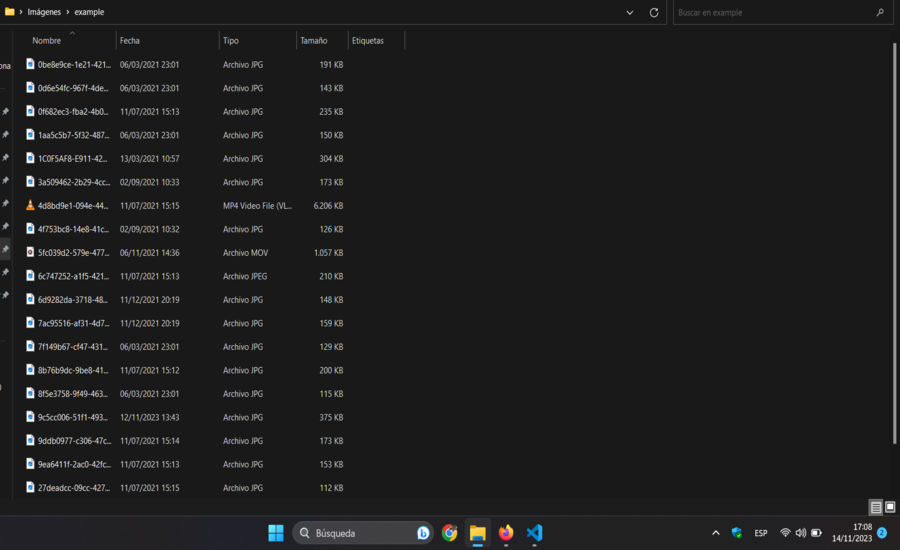 Imágenes > example
Buscar en example
Nombre Fecha Tipo Tamaño Etiquetas
0be8e9ce-1e21-421... 06/03/2021 23:01 Archivo JPG 191 KB
0d6e54fc-967f-4de... 06/03/2021 23:01 Archivo JPG 143 KB
0f682ec3-fba2-4b0... 11/07/2021 15:13 Archivo JPG 235 KB
1aa5c5b7-5f32-487... 06/03/2021 23:01 Archivo JPG 150 KB
1C0F5AF8-E911-42... 13/03/2021 10:57 Archivo JPG 304 KB
3a509462-2b29-4cc... 02/09/2021 10:33 Archivo JPG 173 KB
4d8bd9e1-094e-44... 11/07/2021 15:15 MP4 Video File (VL... 6.206 KB
4f753bc8-14e8-41c... 02/09/2021 10:32 Archivo JPG 126 KB
5fc039d2-579e-477... 06/11/2021 14:36 Archivo MOV 1.057 KB
6c747252-a1f5-421... 11/07/2021 15:13 Archivo JPEG 210 KB
6d9282da-3718-48... 11/12/2021 20:19 Archivo JPG 148 KB
7ac95516-af31-4d7... 11/12/2021 20:19 Archivo JPG 159 KB
7f149b67-cf47-431... 06/03/2021 23:01 Archivo JPG 129 KB
8b76b9dc-9be8-41... 11/07/2021 15:12 Archivo JPG 200 KB
8f5e3758-9f49-463... 06/03/2021 23:01 Archivo JPG 115 KB
9c5cc006-51f1-493... 12/11/2023 13:43 Archivo JPG 375 KB
9ddb0977-c306-47c... 11/07/2021 15:14 Archivo JPG 173 KB
9ea6411f-2ac0-42fc... 11/07/2021 15:13 Archivo JPG 153 KB
27deadcc-09cc-427... 11/07/2021 15:15 Archivo JPG 112 KB
Búsqueda
ESP
17:08
14/11/2023
2